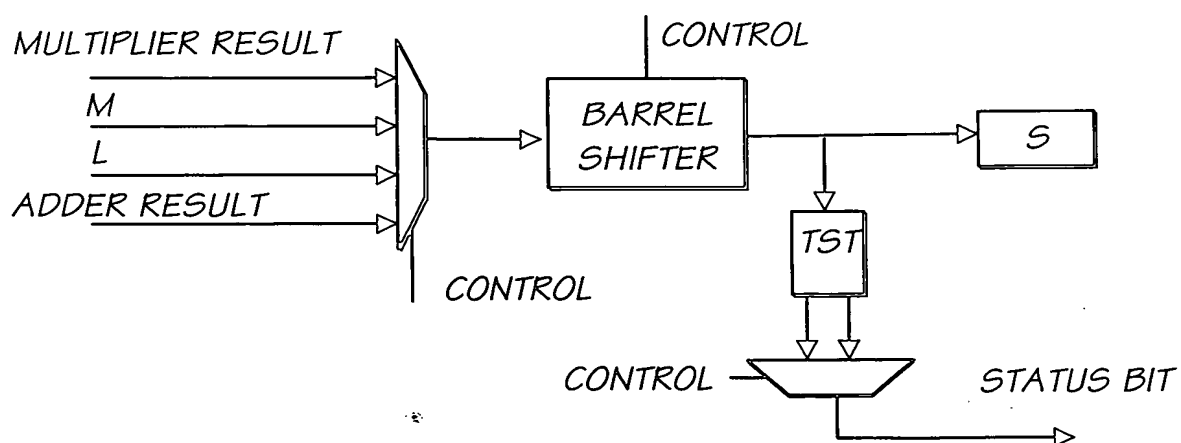 MULTIPLIER RESULT
CONTROL
M
BARREL
SHIFTER
S
L
ADDER RESULT
TST
CONTROL
CONTROL
STATUS BIT